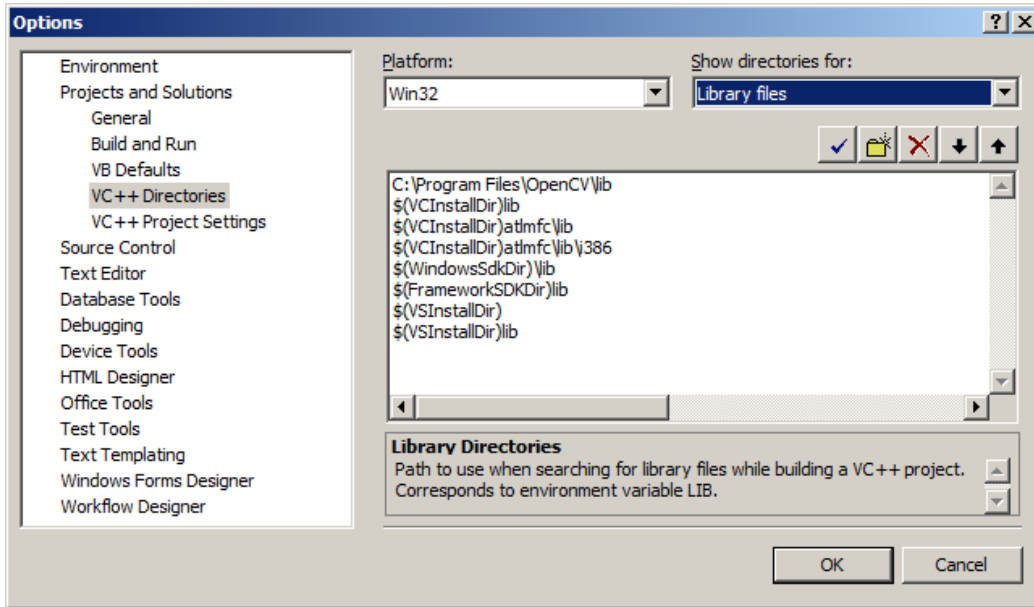 Options
Environment
Projects and Solutions
General
Build and Run
VB Defaults
VC++ Directories
VC++ Project Settings
Source Control
Text Editor
Database Tools
Debugging
Device Tools
HTML Designer
Office Tools
Test Tools
Text Templating
Windows Forms Designer
Workflow Designer
Platform:
Win32
Show directories for:
Library files
C:\Program Files\OpenCV\lib
$(VCInstallDir)lib
$(VCInstallDir)atlmfc\lib
$(VCInstallDir)atlmfc\lib\i386
$(WindowsSdkDir)\lib
$(FrameworkSDKDir)lib
$(VSInstallDir)
$(VSInstallDir)lib
Library Directories
Path to use when searching for library files while building a VC++ project.
Corresponds to environment variable LIB.
OK
Cancel